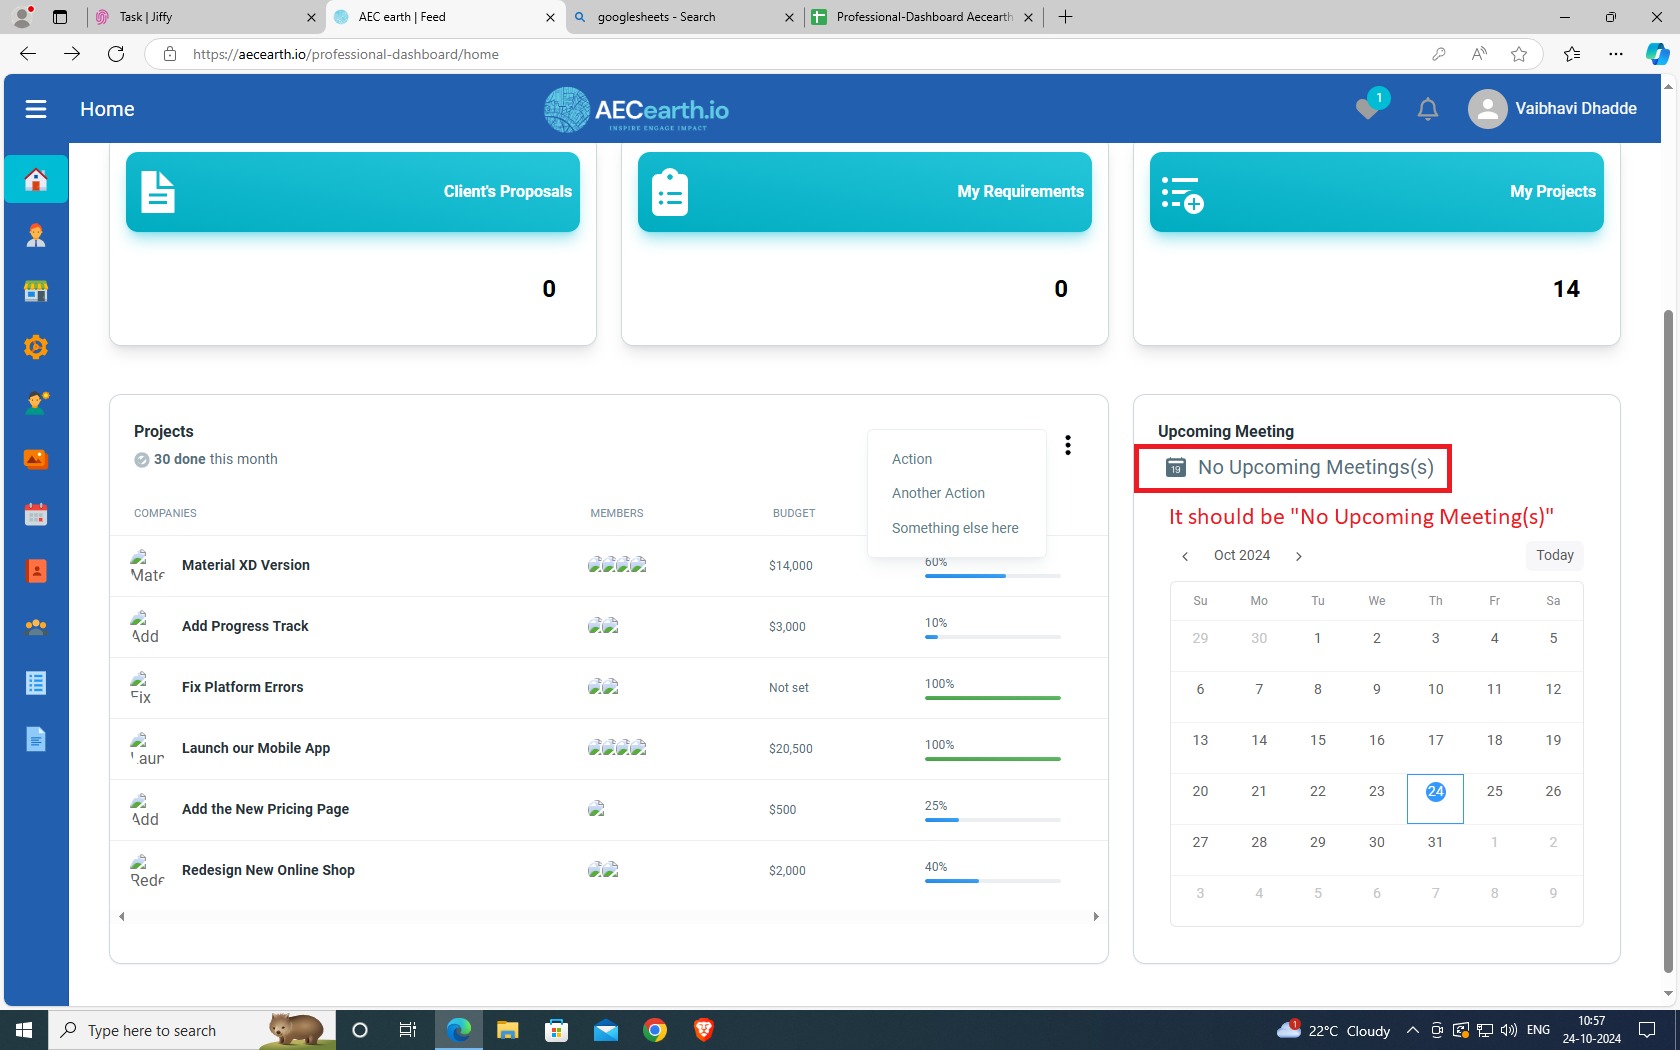 Task | Jiffy
AEC earth | Feed
googlesheets - Search
Professional-Dashboard Aecearth
https://aecearth.io/professional-dashboard/home
Home
AECearth.io
INSPIRE ENGAGE IMPACT
1
Vaibhavi Dhadde
Client's Proposals
My Requirements
My Projects
0
0
14
Projects
30 done this month
Action
Another Action
Something else here
COMPANIES MEMBERS BUDGET
Mate Material XD Version $14,000 60%
Add Add Progress Track $3,000 10%
Fix Fix Platform Errors Not set 100%
Laun Launch our Mobile App $20,500 100%
Add Add the New Pricing Page $500 25%
Rede Redesign New Online Shop $2,000 40%
Upcoming Meeting
19 No Upcoming Meetings(s)
It should be "No Upcoming Meeting(s)"
Oct 2024 Today
Su Mo Tu We Th Fr Sa
29 30 1 2 3 4 5
6 7 8 9 10 11 12
13 14 15 16 17 18 19
20 21 22 23 24 25 26
27 28 29 30 31 1 2
3 4 5 6 7 8 9
Type here to search
1
22°C Cloudy
ENG
10:57
24-10-2024